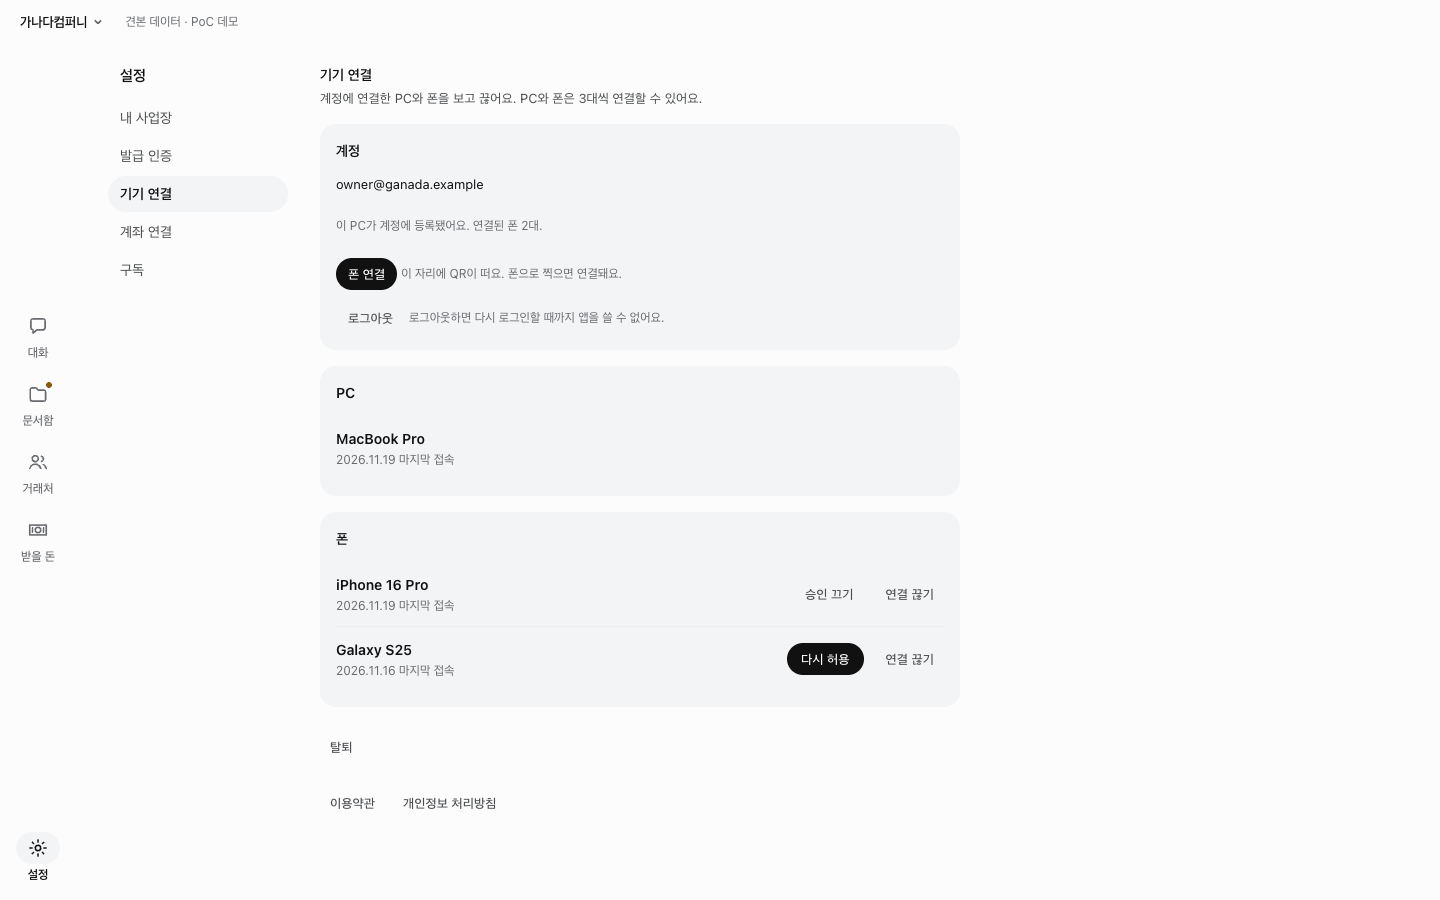 가나다컴퍼니
견본 데이터 · PoC 데모
설정
내 사업장
발급 인증
기기 연결
계좌 연결
구독
대화
문서함
거래처
받을 돈
설정
기기 연결
계정에 연결한 PC와 폰을 보고 끊어요. PC와 폰은 3대씩 연결할 수 있어요.
계정
owner@ganada.example
이 PC가 계정에 등록됐어요. 연결된 폰 2대.
폰 연결 이 자리에 QR이 떠요. 폰으로 찍으면 연결돼요.
로그아웃 로그아웃하면 다시 로그인할 때까지 앱을 쓸 수 없어요.
PC
MacBook Pro
2026.11.19 마지막 접속
폰
iPhone 16 Pro
2026.11.19 마지막 접속
승인 끄기 연결 끊기
Galaxy S25
2026.11.16 마지막 접속
다시 허용 연결 끊기
탈퇴
이용약관 개인정보 처리방침